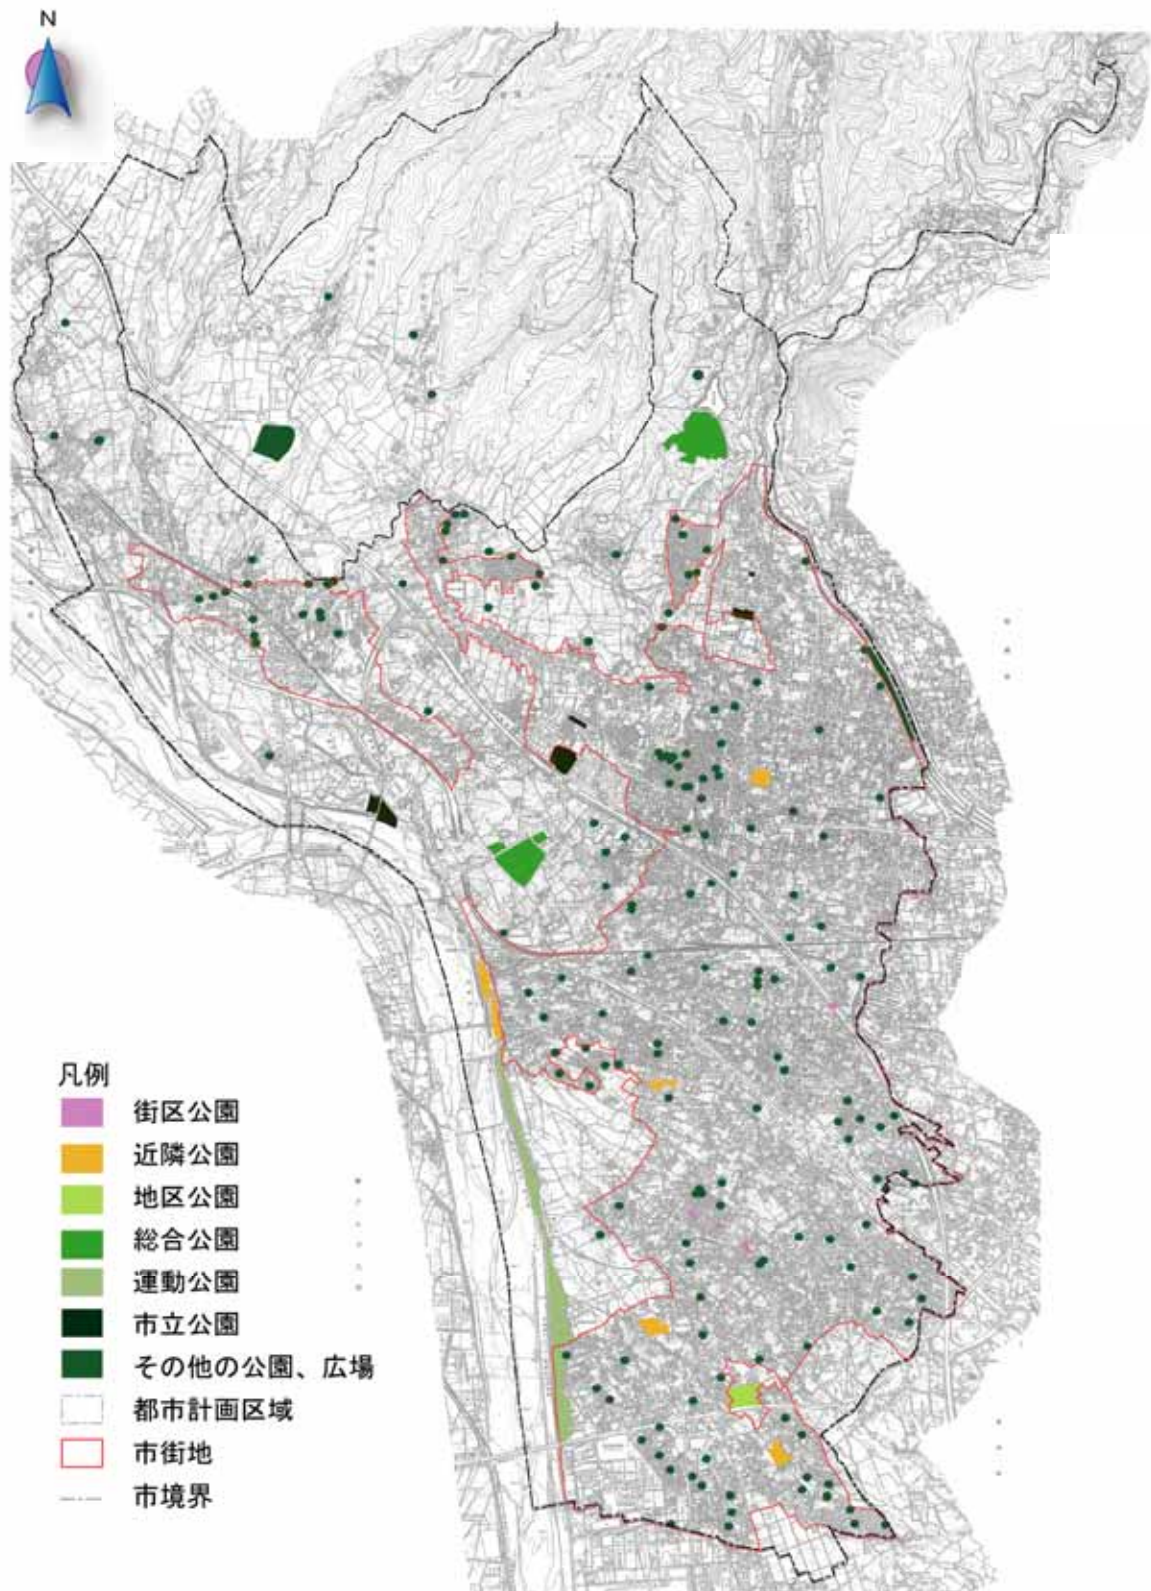 N
凡例
街区公園
近隣公園
地区公園
総合公園
運動公園
市立公園
その他の公園、広場
都市計画区域
市街地
市境界